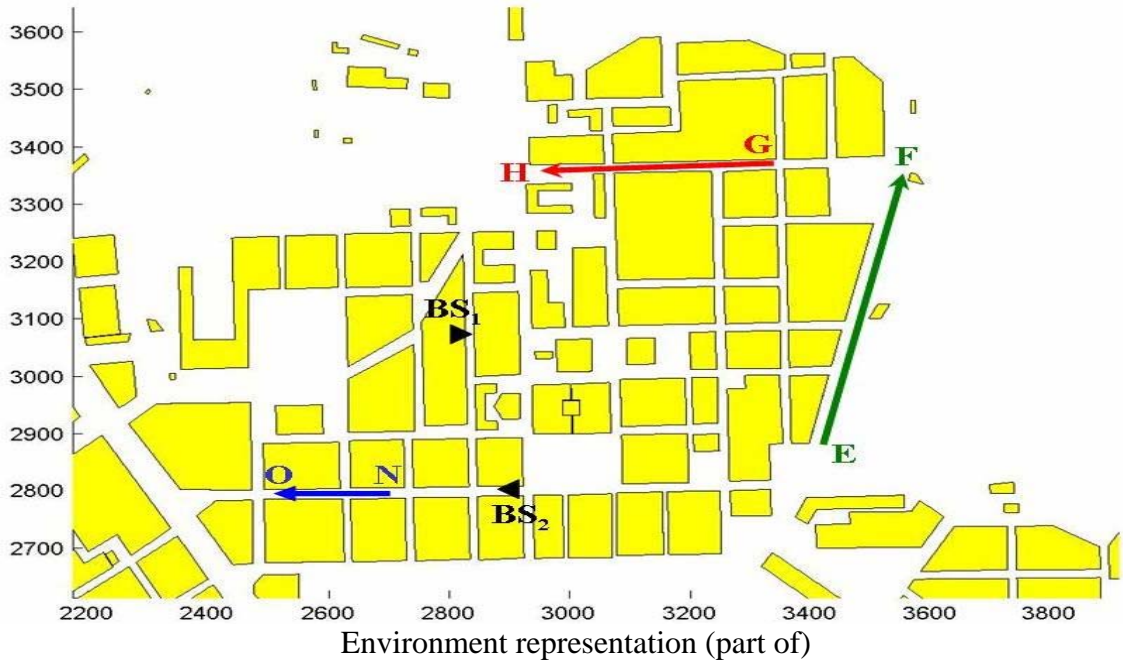 3600
3500
3400
3300
3200
3100
3000
2900
2800
2700
G
H
F
BS₁
E
O
N
BS₂
2200 2400 2600 2800 3000 3200 3400 3600 3800
Environment representation (part of)